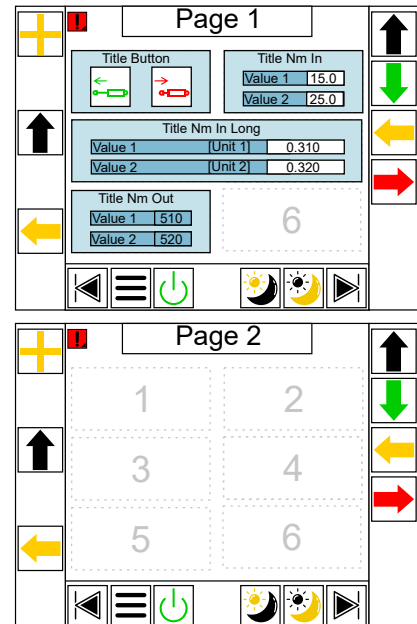 Page 1
Title Button
Title Nm In
Value 1 15.0
Value 2 25.0
Title Nm In Long
Value 1 [Unit 1] 0.310
Value 2 [Unit 2] 0.320
Title Nm Out
Value 1 510
Value 2 520
6
Page 2
1 2
3 4
5 6